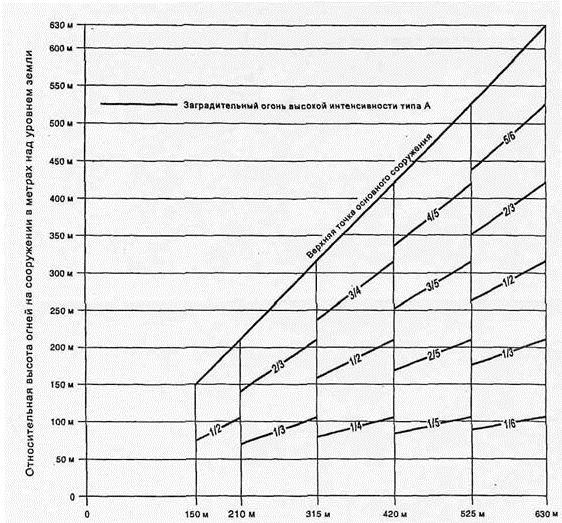 Относительная высота огней на сооружении в метрах над уровнем земли
630 м
600 м
550 м
500 м
450 м
400 м
350 м
300 м
250 м
200 м
150 м
100 м
50 м
0
Заградительный огонь высокой интенсивности типа А
Верхняя точка основного сооружения
5/6
4/5
2/3
3/4
3/5
1/2
2/3
1/2
2/5
1/3
1/2
1/3
1/4
1/5
1/6
0
150 м
210 м
315 м
420 м
525 м
630 м